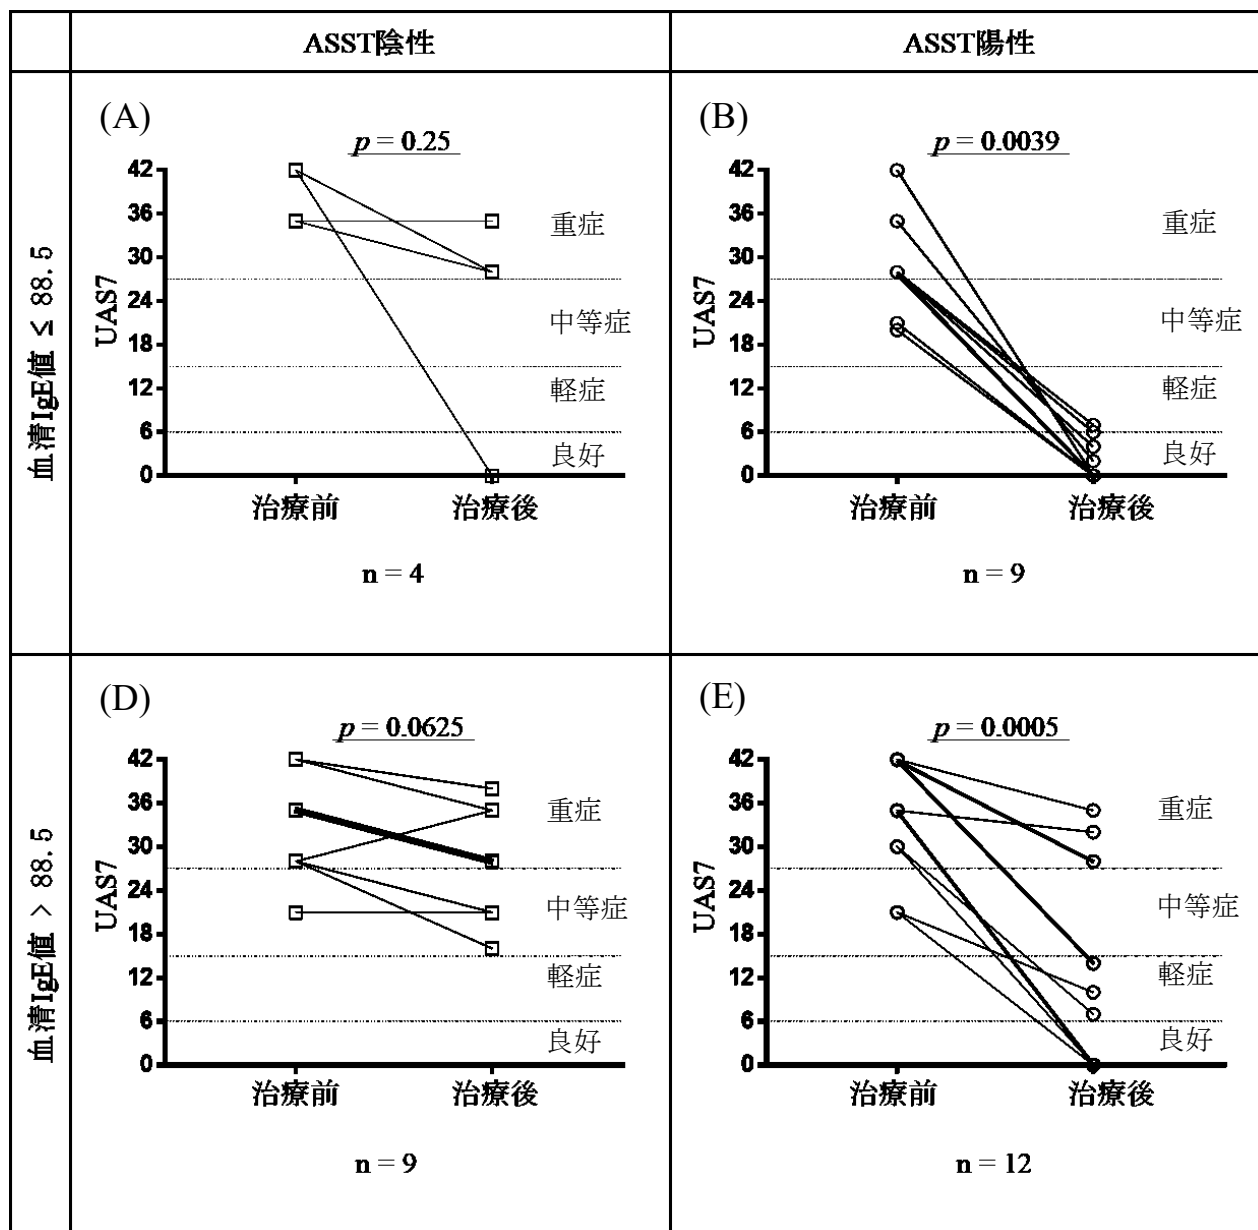 ASST陰性
ASST陽性
血清IgE値 ≤ 88.5
(A)
p = 0.25
42
36
30
24
18
12
6
0
UAS7
重症
中等症
軽症
良好
治療前
治療後
n = 4
(B)
p = 0.0039
42
36
30
24
18
12
6
0
UAS7
重症
中等症
軽症
良好
治療前
治療後
n = 9
血清IgE値 > 88.5
(D)
p = 0.0625
42
36
30
24
18
12
6
0
UAS7
重症
中等症
軽症
良好
治療前
治療後
n = 9
(E)
p = 0.0005
42
36
30
24
18
12
6
0
UAS7
重症
中等症
軽症
良好
治療前
治療後
n = 12